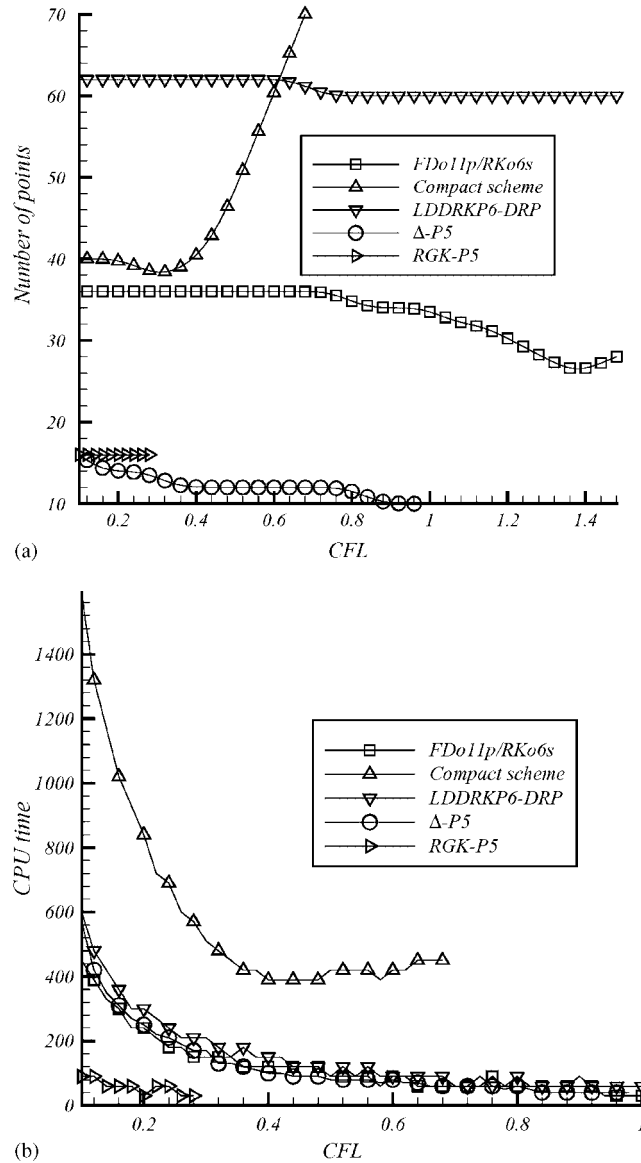 70
60
50
40
30
20
10
Number of points
FDo11p/RKo6s
Compact scheme
LDDRKP6-DRP
Δ-P5
RGK-P5
0.2
0.4
0.6
0.8
1
1.2
1.4
(a)
CFL
1400
1200
1000
800
600
400
200
0
CPU time
FDo11p/RKo6s
Compact scheme
LDDRKP6-DRP
Δ-P5
RGK-P5
0.2
0.4
0.6
0.8
1
(b)
CFL